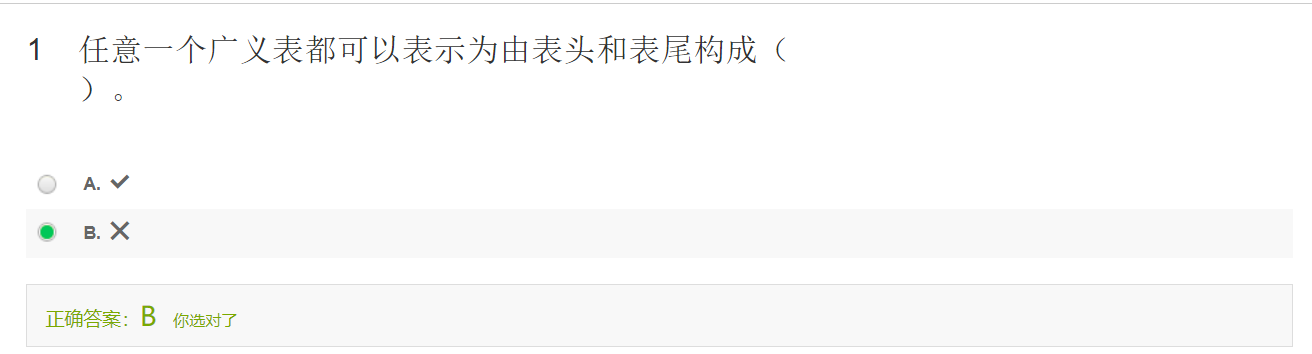 1 任意一个广义表都可以表示为由表头和表尾构成（
）。
A. ✓
B. ✕
正确答案：B 你选对了